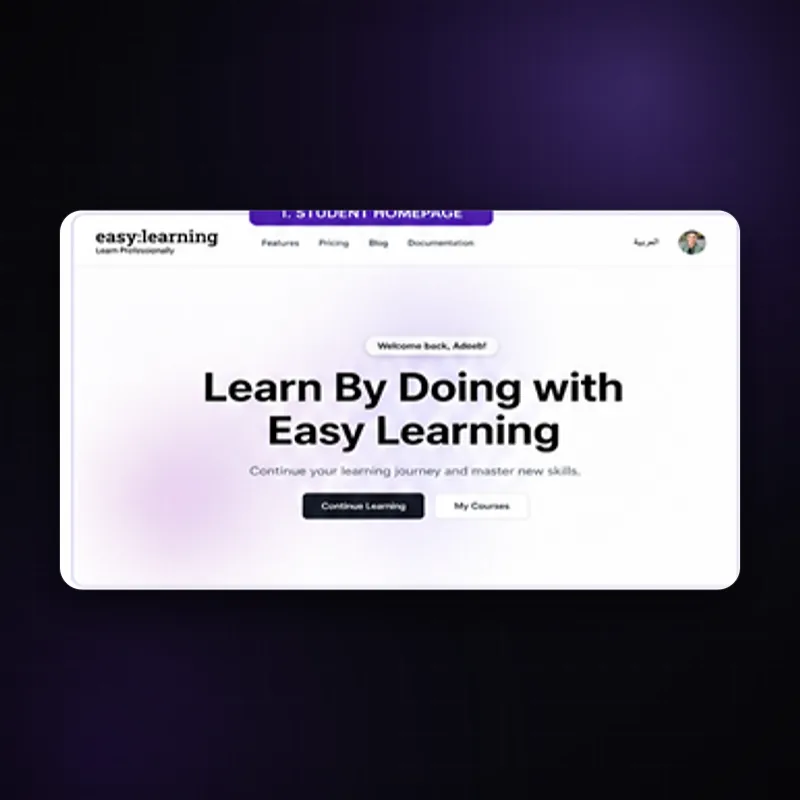 1. STUDENT HOMEPAGE
easy:learning
Learn Professionally
Features Pricing Blog Documentation العربية
Welcome back, Adeeb!
Learn By Doing with
Easy Learning
Continue your learning journey and master new skills.
Continue Learning My Courses